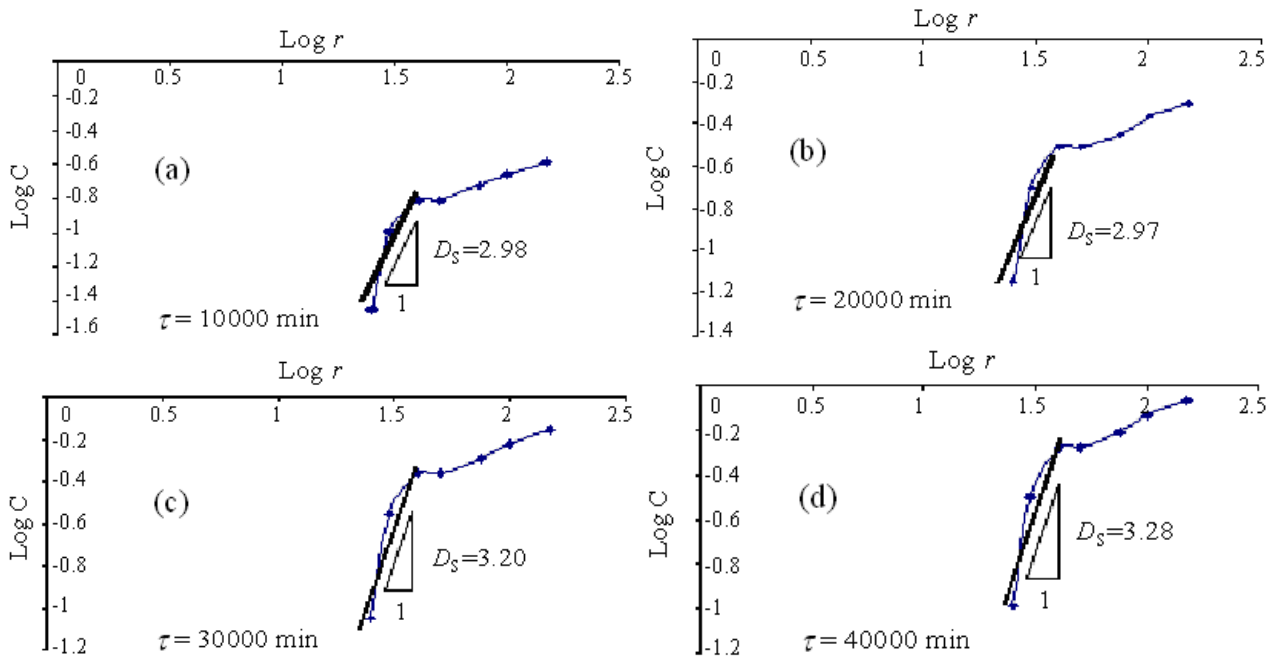 Log r
0 0.5 1 1.5 2 2.5
-0.2
-0.4
-0.6
-0.8
-1
-1.2
-1.4
-1.6
Log C
(a)
D_S=2.98
1
τ = 10000 min
Log r
0 0.5 1 1.5 2 2.5
-0.2
-0.4
-0.6
-0.8
-1
-1.2
-1.4
Log C
(b)
D_S=2.97
1
τ = 20000 min
Log r
0 0.5 1 1.5 2 2.5
-0.2
-0.4
-0.6
-0.8
-1
-1.2
Log C
(c)
D_S=3.20
1
τ = 30000 min
Log r
0 0.5 1 1.5 2 2.5
-0.2
-0.4
-0.6
-0.8
-1
-1.2
Log C
(d)
D_S=3.28
1
τ = 40000 min